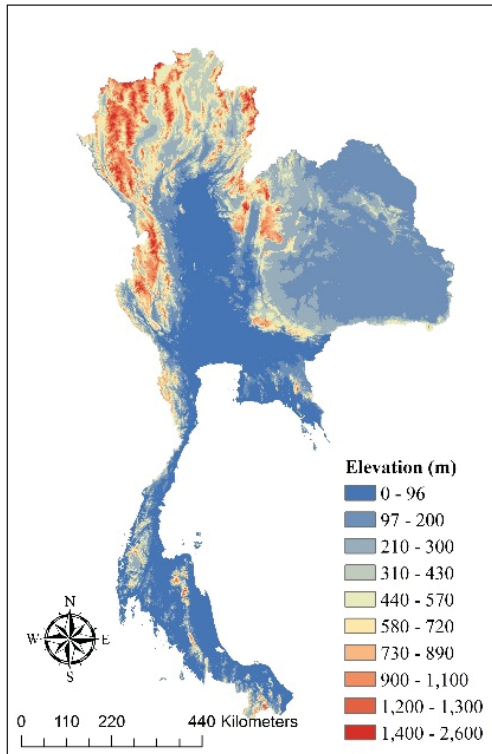 Elevation (m)
0 - 96
97 - 200
210 - 300
310 - 430
440 - 570
580 - 720
730 - 890
900 - 1,100
1,200 - 1,300
1,400 - 2,600
N
W E
S
0 110 220 440 Kilometers